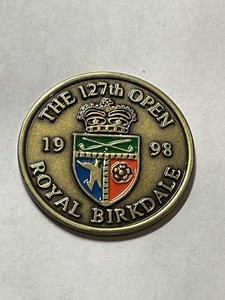 THE 127th OPEN
19 98
ROYAL BIRKDALE